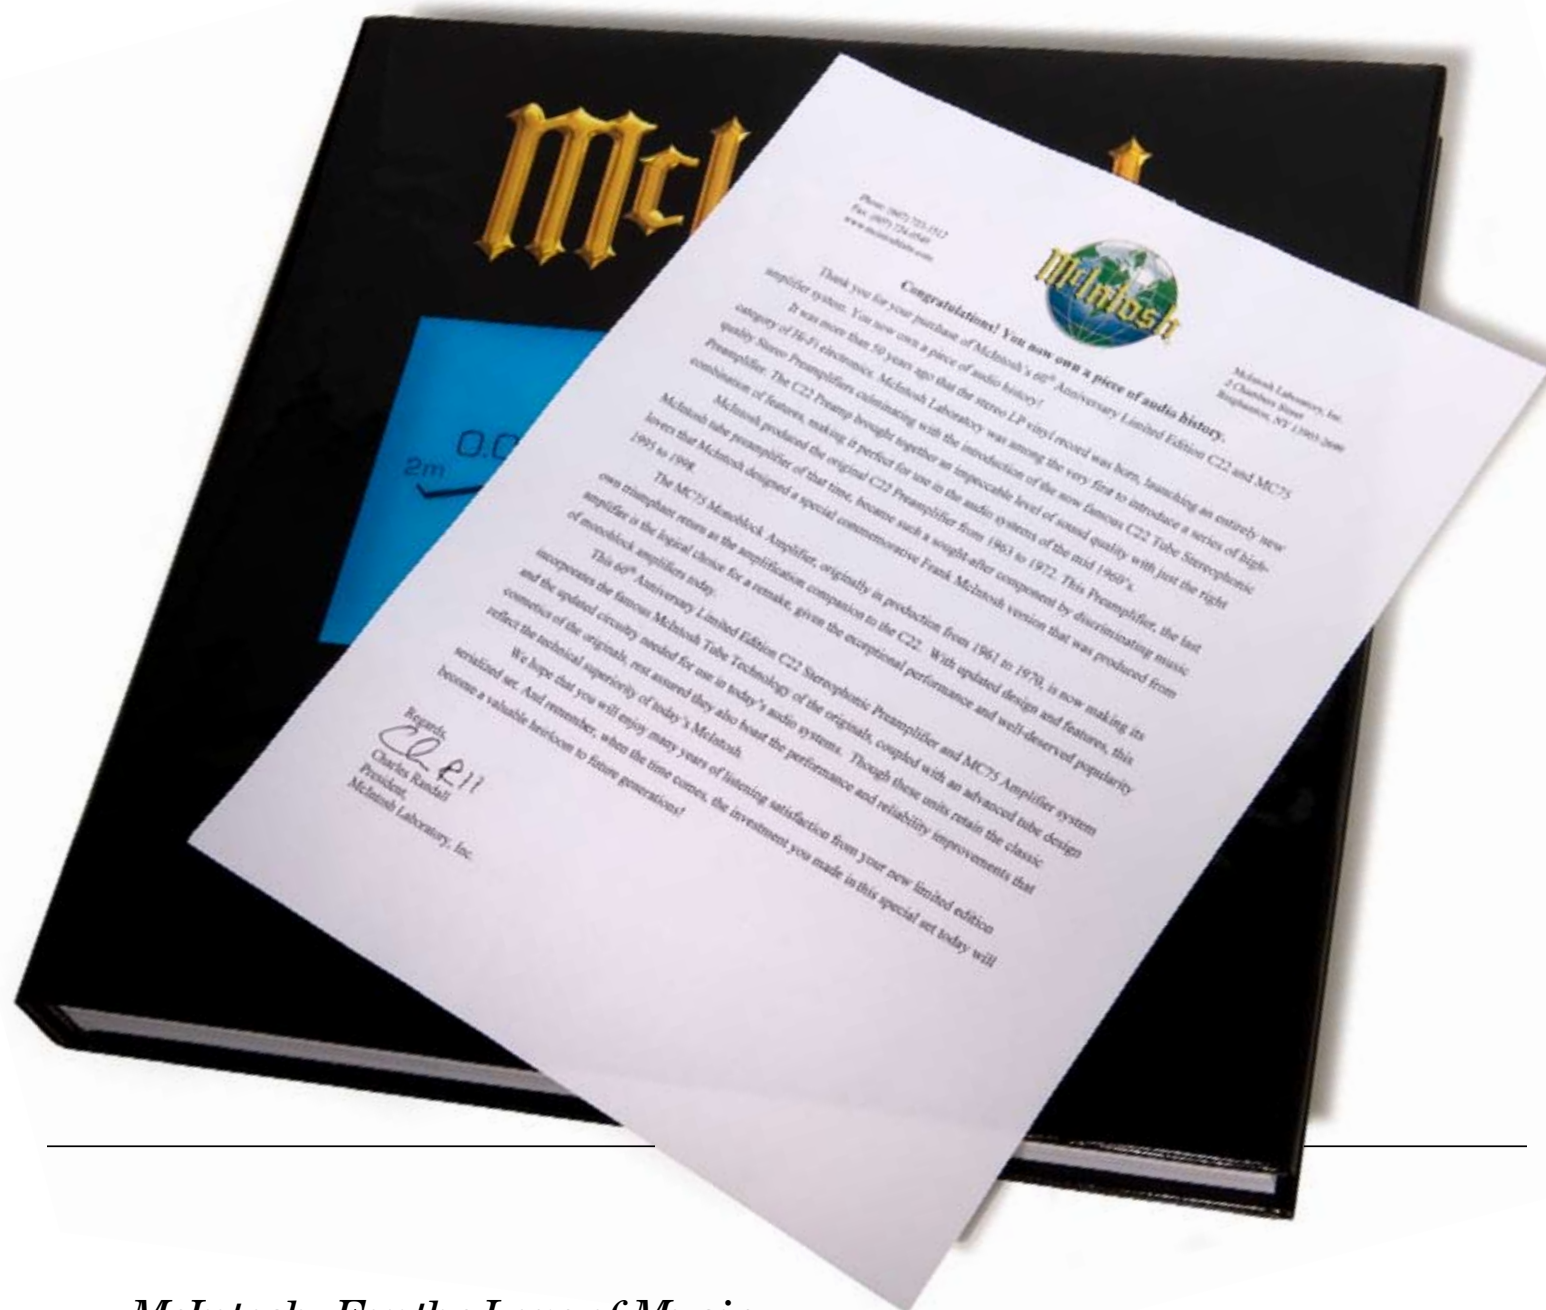 McI
0.0
2m
Phone: (607) 723-3512
Fax: (607) 724-0549
www.mcintoshlabs.com
McIntosh
McIntosh Laboratory, Inc.
2 Chambers Street
Binghamton, NY 13903-2699
Congratulations! You now own a piece of audio history.
Thank you for your purchase of McIntosh's 60th Anniversary Limited Edition C22 and MC75
amplifier system. You now own a piece of audio history!
It was more than 50 years ago that the stereo LP vinyl record was born, launching an entirely new
category of Hi-Fi electronics. McIntosh Laboratory was among the very first to introduce a series of high-
quality Stereo Preamplifiers culminating with the introduction of the now famous C22 Tube Stereophonic
Preamplifier. The C22 Preamp brought together an impeccable level of sound quality with just the right
combination of features, making it perfect for use in the audio systems of the mid 1960's.
McIntosh produced the original C22 Preamplifier from 1963 to 1972. This Preamplifier, the last
McIntosh tube preamplifier of that time, became such a sought-after component by discriminating music
lovers that McIntosh designed a special commemorative Frank McIntosh version that was produced from
1995 to 1998.
The MC75 Monoblock Amplifier, originally in production from 1961 to 1970, is now making its
own triumphant return as the amplification companion to the C22. With updated design and features, this
amplifier is the logical choice for a remake, given the exceptional performance and well-deserved popularity
of monoblock amplifiers today.
This 60th Anniversary Limited Edition C22 Stereophonic Preamplifier and MC75 Amplifier system
incorporates the famous McIntosh Tube Technology of the originals, coupled with an advanced tube design
and the updated circuitry needed for use in today's audio systems. Though these units retain the classic
cosmetics of the originals, rest assured they also boast the performance and reliability improvements that
reflect the technical superiority of today's McIntosh.
We hope that you will enjoy many years of listening satisfaction from your new limited edition
serialized set. And remember, when the time comes, the investment you made in this special set today will
become a valuable heirloom to future generations!
Regards,
Charles Randall
President,
McIntosh Laboratory, Inc.